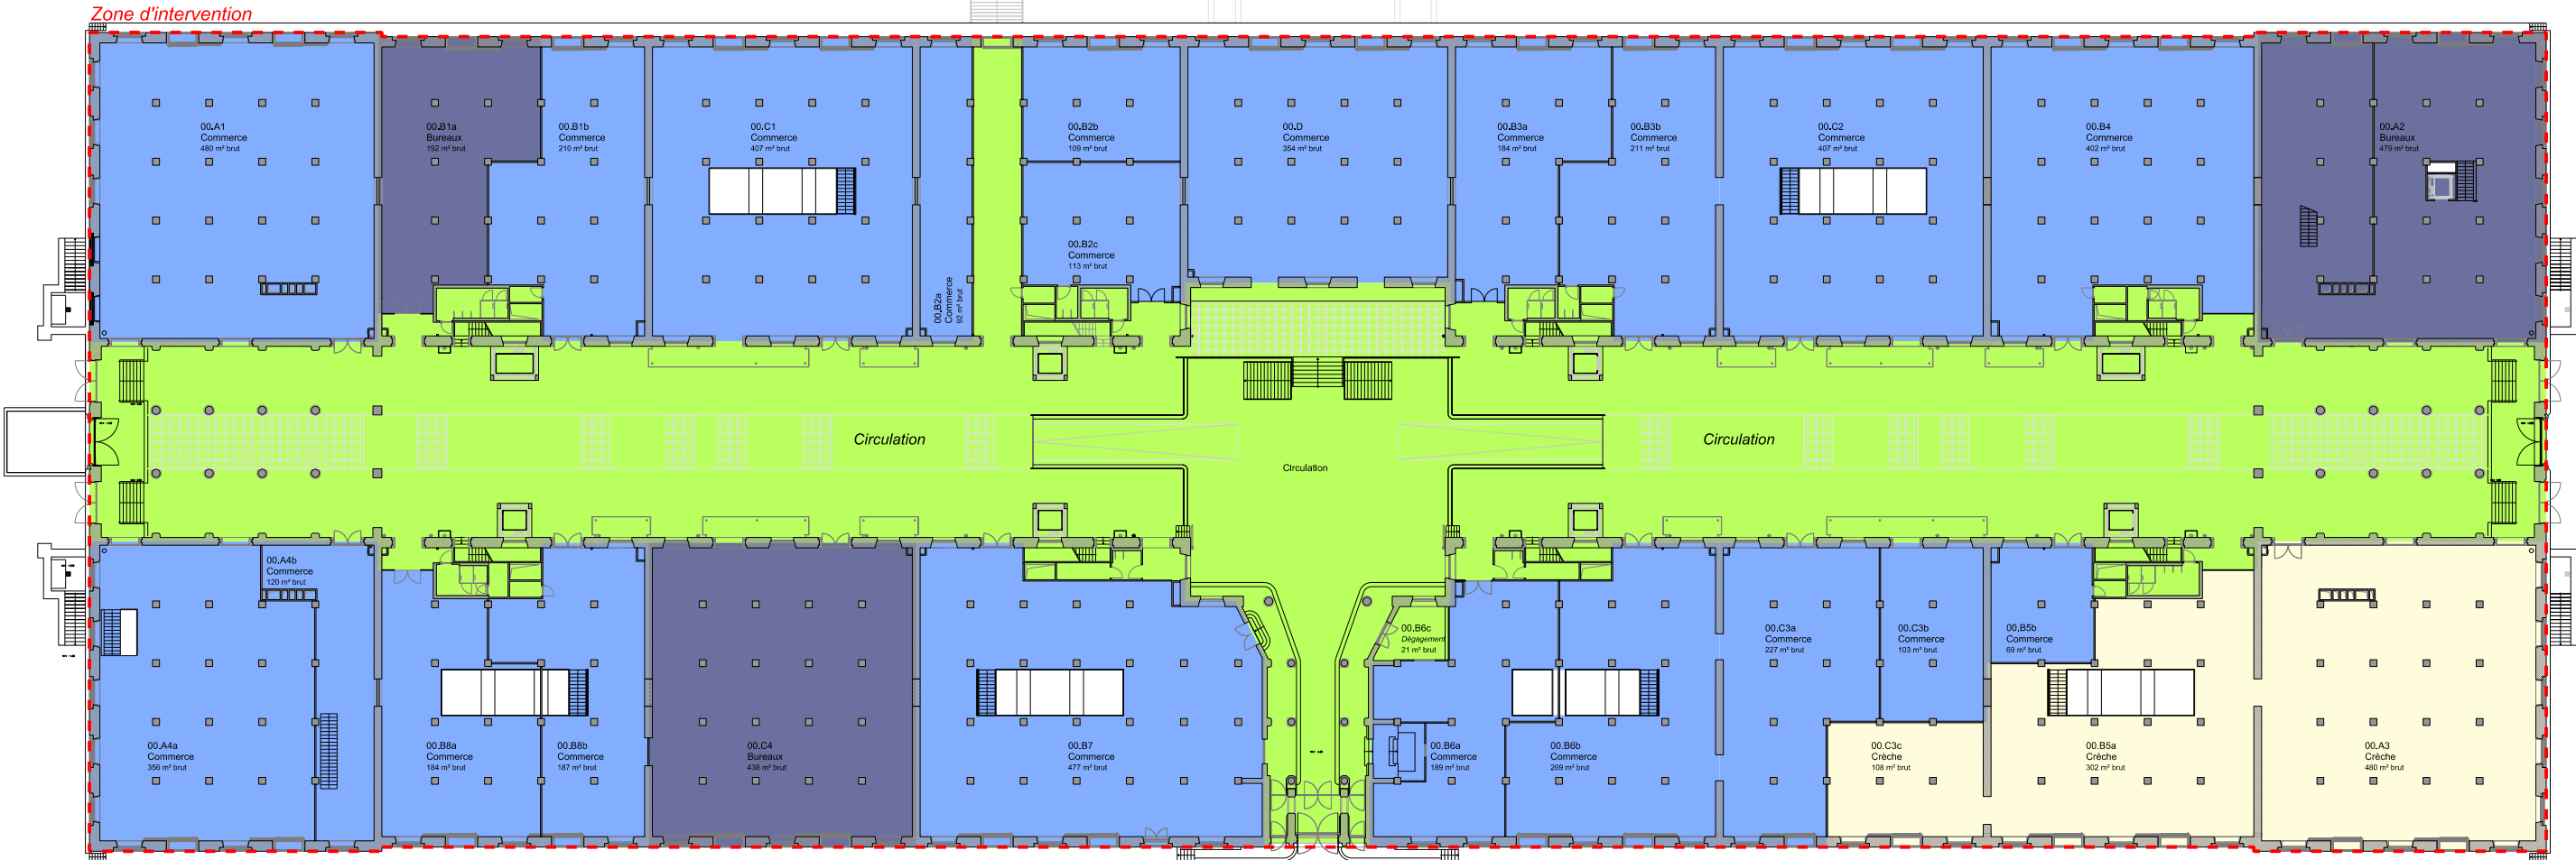 Zone d'intervention
00.A1
Commerce
480 m² brut
00.B1a
Bureaux
192 m² brut
00.B1b
Commerce
210 m² brut
00.C1
Commerce
407 m² brut
00.B2a
Commerce
92 m² brut
00.B2b
Commerce
109 m² brut
00.B2c
Commerce
113 m² brut
00.D
Commerce
354 m² brut
00.B3a
Commerce
184 m² brut
00.B3b
Commerce
211 m² brut
00.C2
Commerce
407 m² brut
00.B4
Commerce
402 m² brut
00.A2
Bureaux
479 m² brut
Circulation
Circulation
Circulation
00.A4b
Commerce
120 m² brut
00.A4a
Commerce
356 m² brut
00.B8a
Commerce
184 m² brut
00.B8b
Commerce
187 m² brut
00.C4
Bureaux
438 m² brut
00.B7
Commerce
477 m² brut
00.B6c
Dégagement
21 m² brut
00.B6a
Commerce
189 m² brut
00.B6b
Commerce
269 m² brut
00.C3a
Commerce
227 m² brut
00.C3b
Commerce
103 m² brut
00.C3c
Crèche
108 m² brut
00.B5b
Commerce
69 m² brut
00.B5a
Crèche
302 m² brut
00.A3
Crèche
480 m² brut